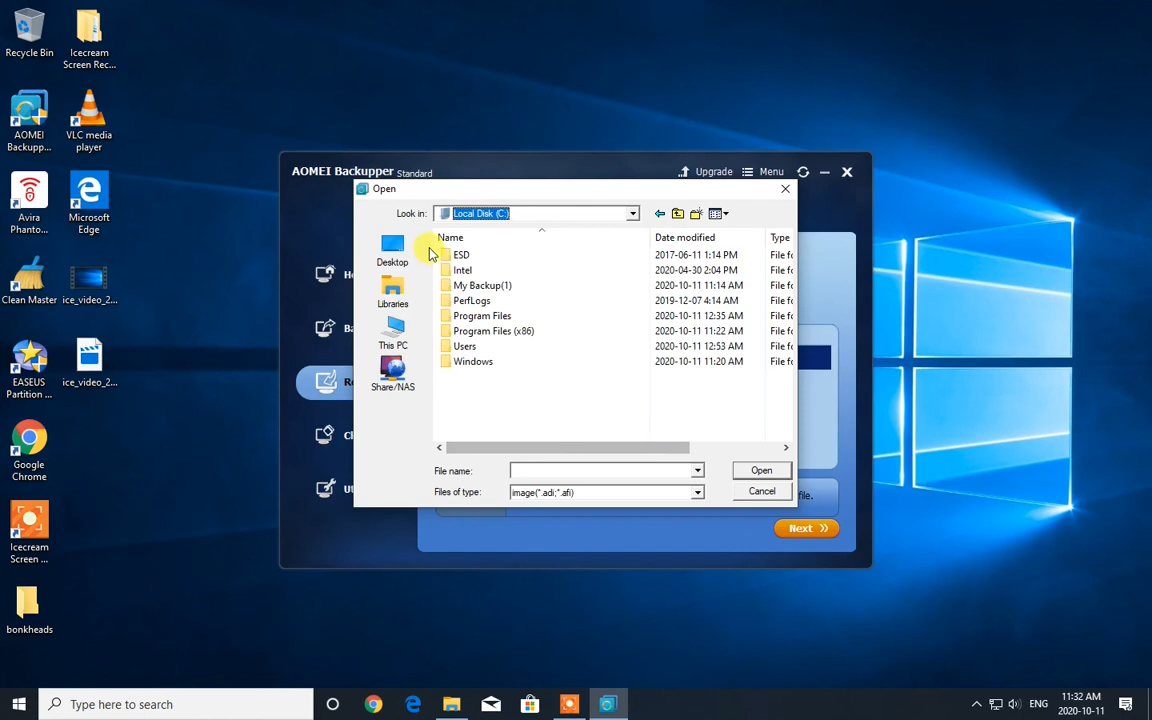 Recycle Bin
Icecream
Screen Rec...
AOMEI
Backupp...
VLC media
player
Avira
Phanto...
Microsoft
Edge
Clean Master
ice_video_2...
EASEUS
Partition ...
ice_video_2...
Google
Chrome
Icecream
Screen ...
bonkheads
AOMEI Backupper Standard
Upgrade
Menu
Open
Look in:
Local Disk (C:)
Desktop
Libraries
This PC
Share/NAS
Name Date modified Type
ESD 2017-06-11 1:14 PM File fo
Intel 2020-04-30 2:04 PM File fo
My Backup(1) 2020-10-11 11:14 AM File fo
PerfLogs 2019-12-07 4:14 AM File fo
Program Files 2020-10-11 12:35 AM File fo
Program Files (x86) 2020-10-11 11:22 AM File fo
Users 2020-10-11 12:53 AM File fo
Windows 2020-10-11 11:20 AM File fo
File name:
Open
Files of type: image(*.adi;*.afi)
Cancel
file.
Next
Type here to search
ENG
11:32 AM
2020-10-11